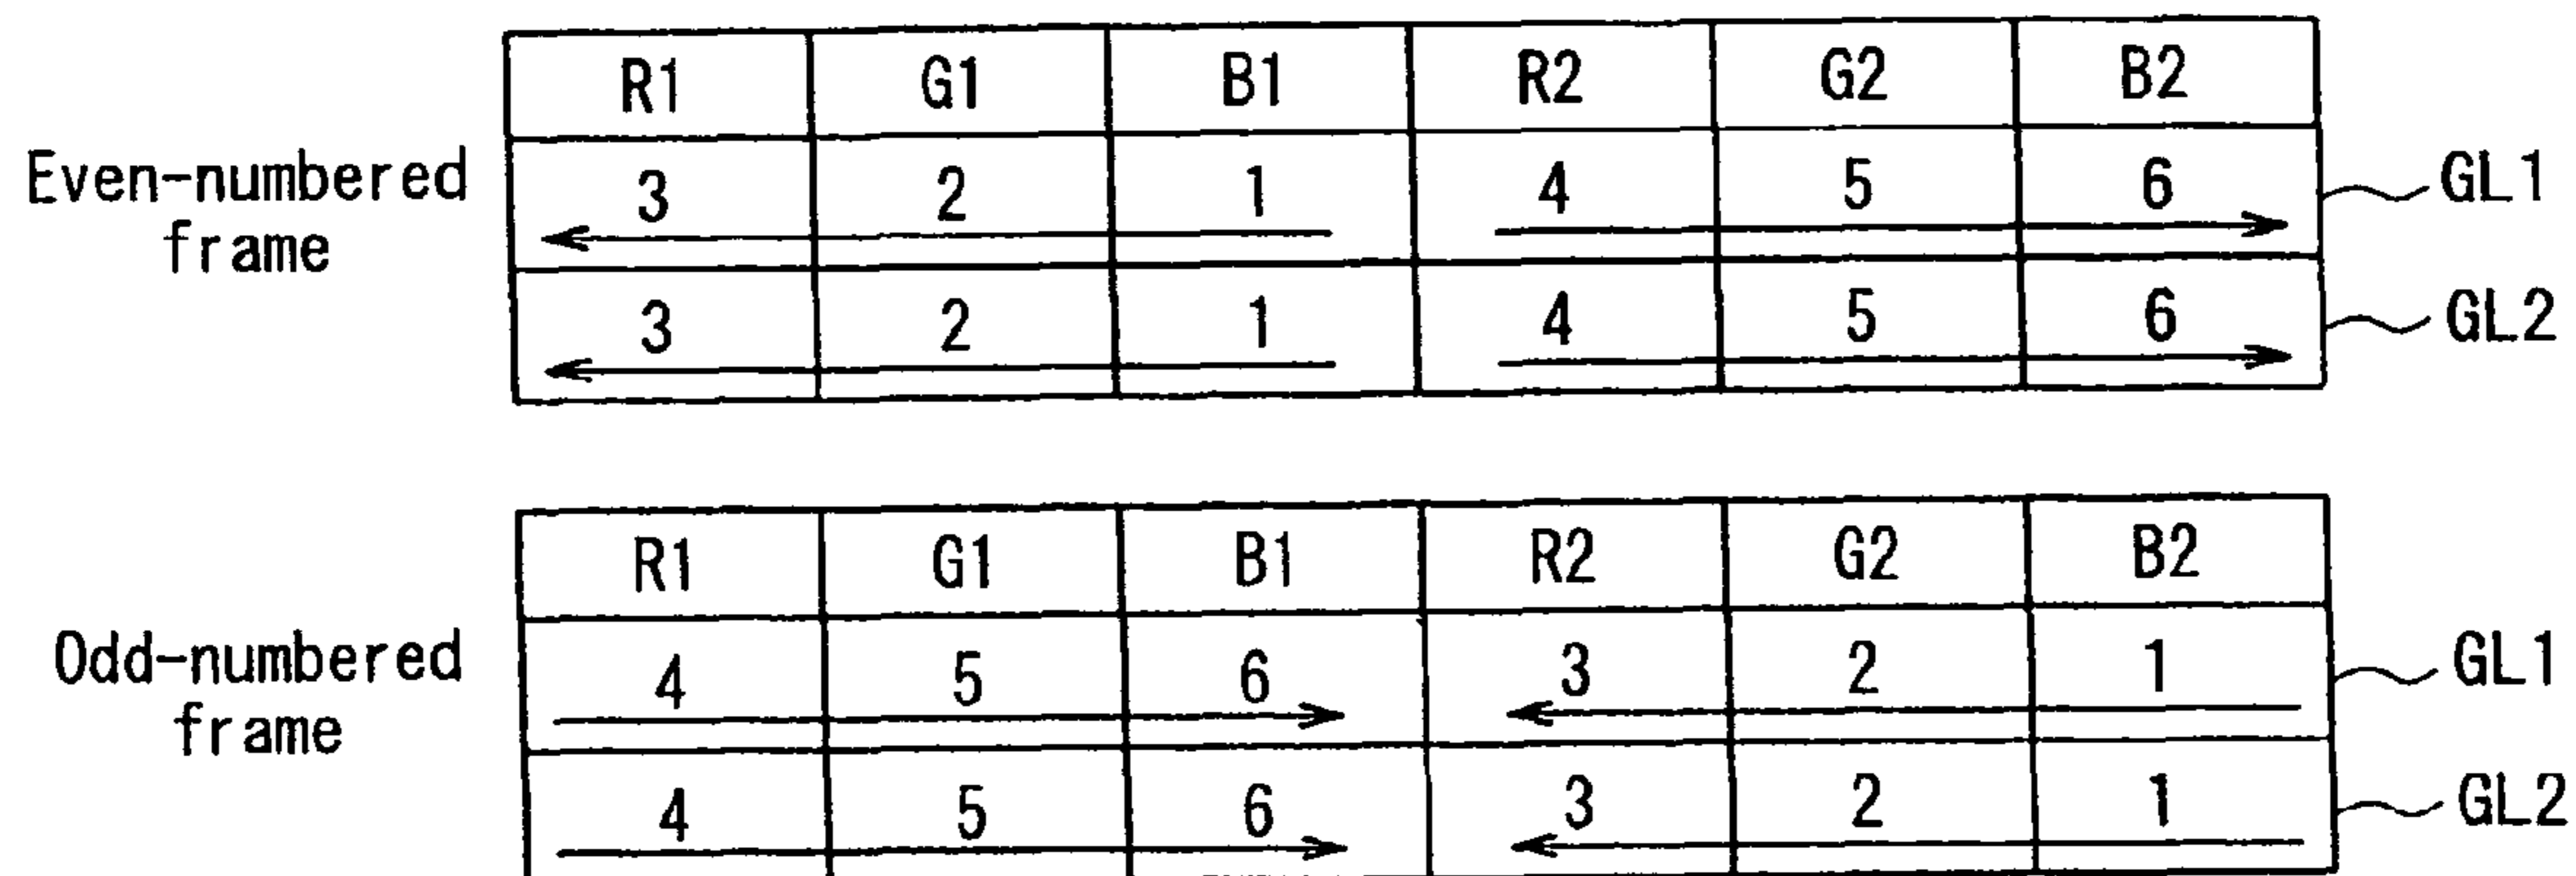 R1 G1 B1 R2 G2 B2
Even-numbered frame
3 2 1 4 5 6 GL1
3 2 1 4 5 6 GL2
R1 G1 B1 R2 G2 B2
Odd-numbered frame
4 5 6 3 2 1 GL1
4 5 6 3 2 1 GL2